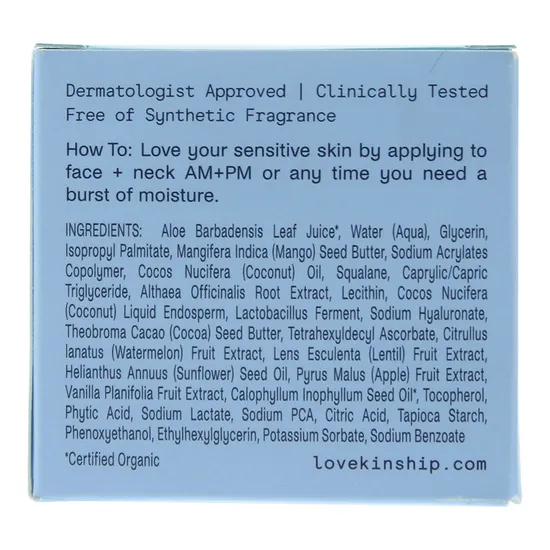 Dermatologist Approved | Clinically Tested
Free of Synthetic Fragrance
How To: Love your sensitive skin by applying to
face + neck AM+PM or any time you need a
burst of moisture.
INGREDIENTS: Aloe Barbadensis Leaf Juice*, Water (Aqua), Glycerin,
Isopropyl Palmitate, Mangifera Indica (Mango) Seed Butter, Sodium Acrylates
Copolymer, Cocos Nucifera (Coconut) Oil, Squalane, Caprylic/Capric
Triglyceride, Althaea Officinalis Root Extract, Lecithin, Cocos Nucifera
(Coconut) Liquid Endosperm, Lactobacillus Ferment, Sodium Hyaluronate,
Theobroma Cacao (Cocoa) Seed Butter, Tetrahexyldecyl Ascorbate, Citrullus
lanatus (Watermelon) Fruit Extract, Lens Esculenta (Lentil) Fruit Extract,
Helianthus Annuus (Sunflower) Seed Oil, Pyrus Malus (Apple) Fruit Extract,
Vanilla Planifolia Fruit Extract, Calophyllum Inophyllum Seed Oil*, Tocopherol,
Phytic Acid, Sodium Lactate, Sodium PCA, Citric Acid, Tapioca Starch,
Phenoxyethanol, Ethylhexylglycerin, Potassium Sorbate, Sodium Benzoate
*Certified Organic
lovekinship.com